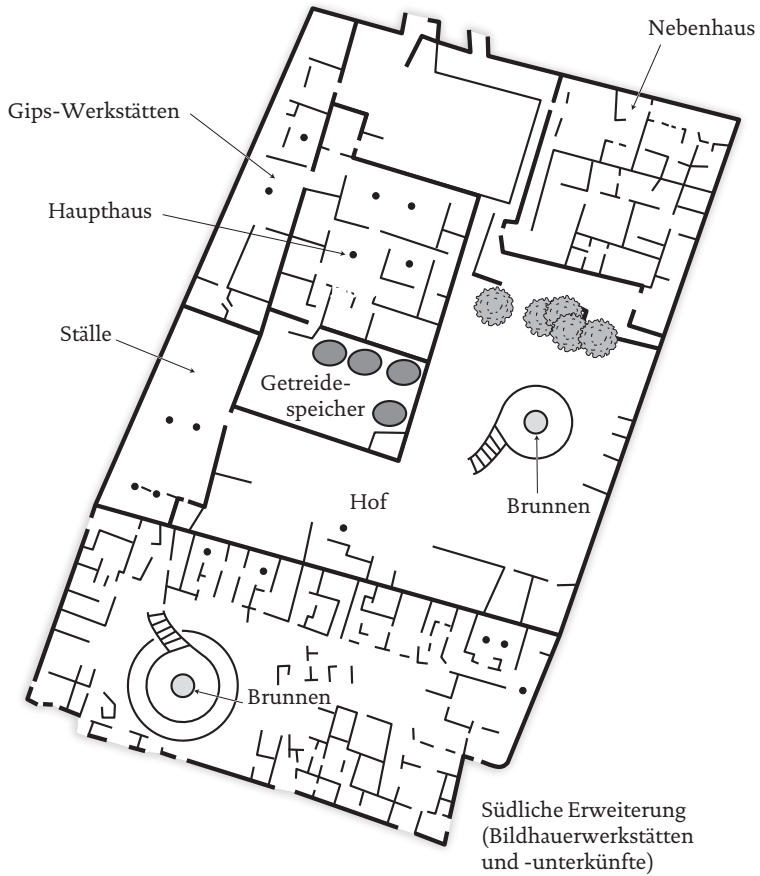 Nebenhaus
Gips-Werkstätten
Haupthaus
Ställe
Getreide-
speicher
Hof
Brunnen
Brunnen
Südliche Erweiterung
(Bildhauerwerkstätten
und -unterkünfte)